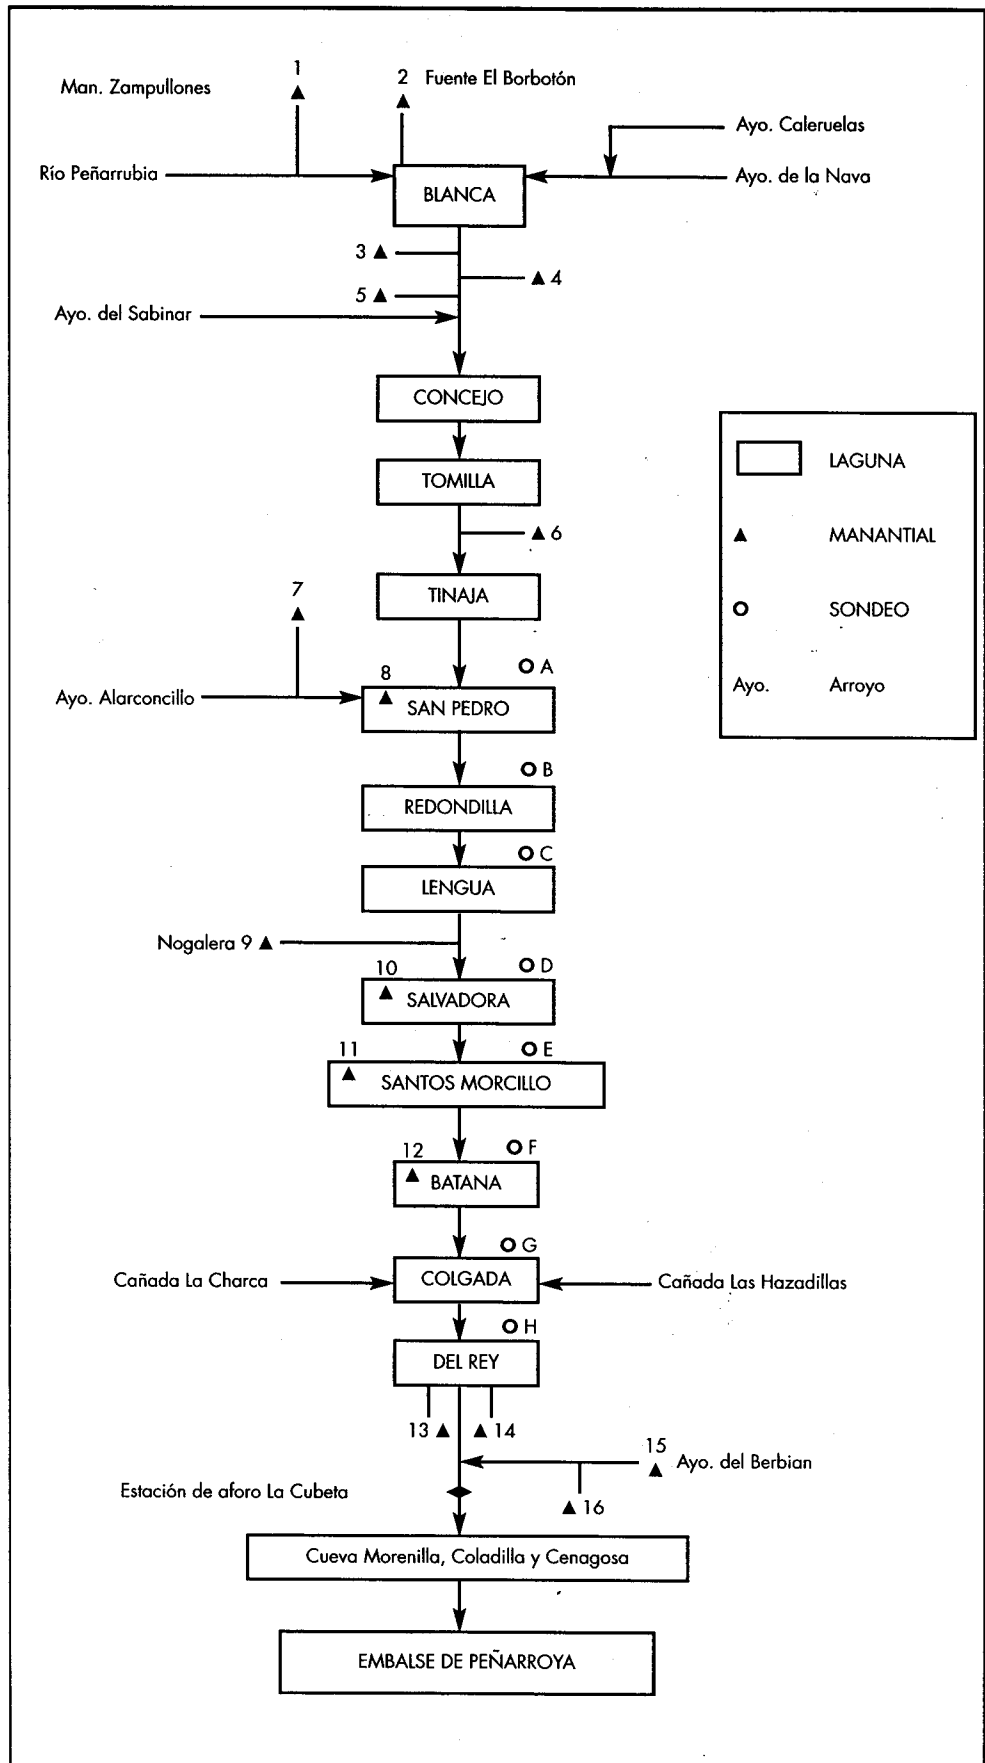 1
Man. Zampullones
2 Fuente El Borbotón
Ayo. Caleruelas
Río Peñarrubia
Ayo. de la Nava
BLANCA
3
4
5
Ayo. del Sabinar
CONCEJO
TOMILLA
6
TINAJA
7
A
8
Ayo. Alarconcillo
SAN PEDRO
B
REDONDILLA
C
LENGUA
Nogalera 9
D
10
SALVADORA
E
11
SANTOS MORCILLO
F
12
BATANA
G
Cañada La Charca
COLGADA
Cañada Las Hazadillas
H
DEL REY
13
14
15
Ayo. del Berbian
Estación de aforo La Cubeta
16
Cueva Morenilla, Coladilla y Cenagosa
EMBALSE DE PEÑARROYA
LAGUNA
MANANTIAL
SONDEO
Ayo. Arroyo